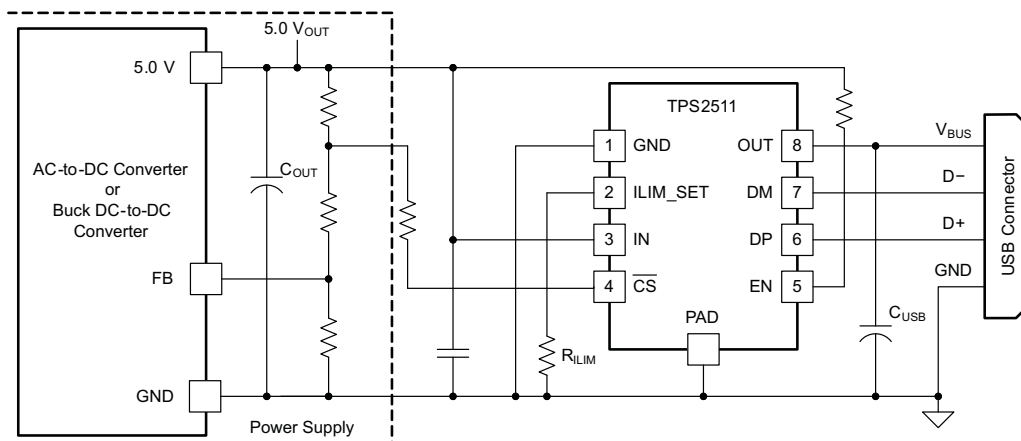 5.0 VOUT
5.0 V
AC-to-DC Converter
or
Buck DC-to-DC
Converter
COUT
FB
GND
Power Supply
TPS2511
1 GND
2 ILIM_SET
3 IN
4 CS
OUT 8
DM 7
DP 6
EN 5
PAD
RILIM
VBUS
D−
D+
GND
CUSB
USB Connector